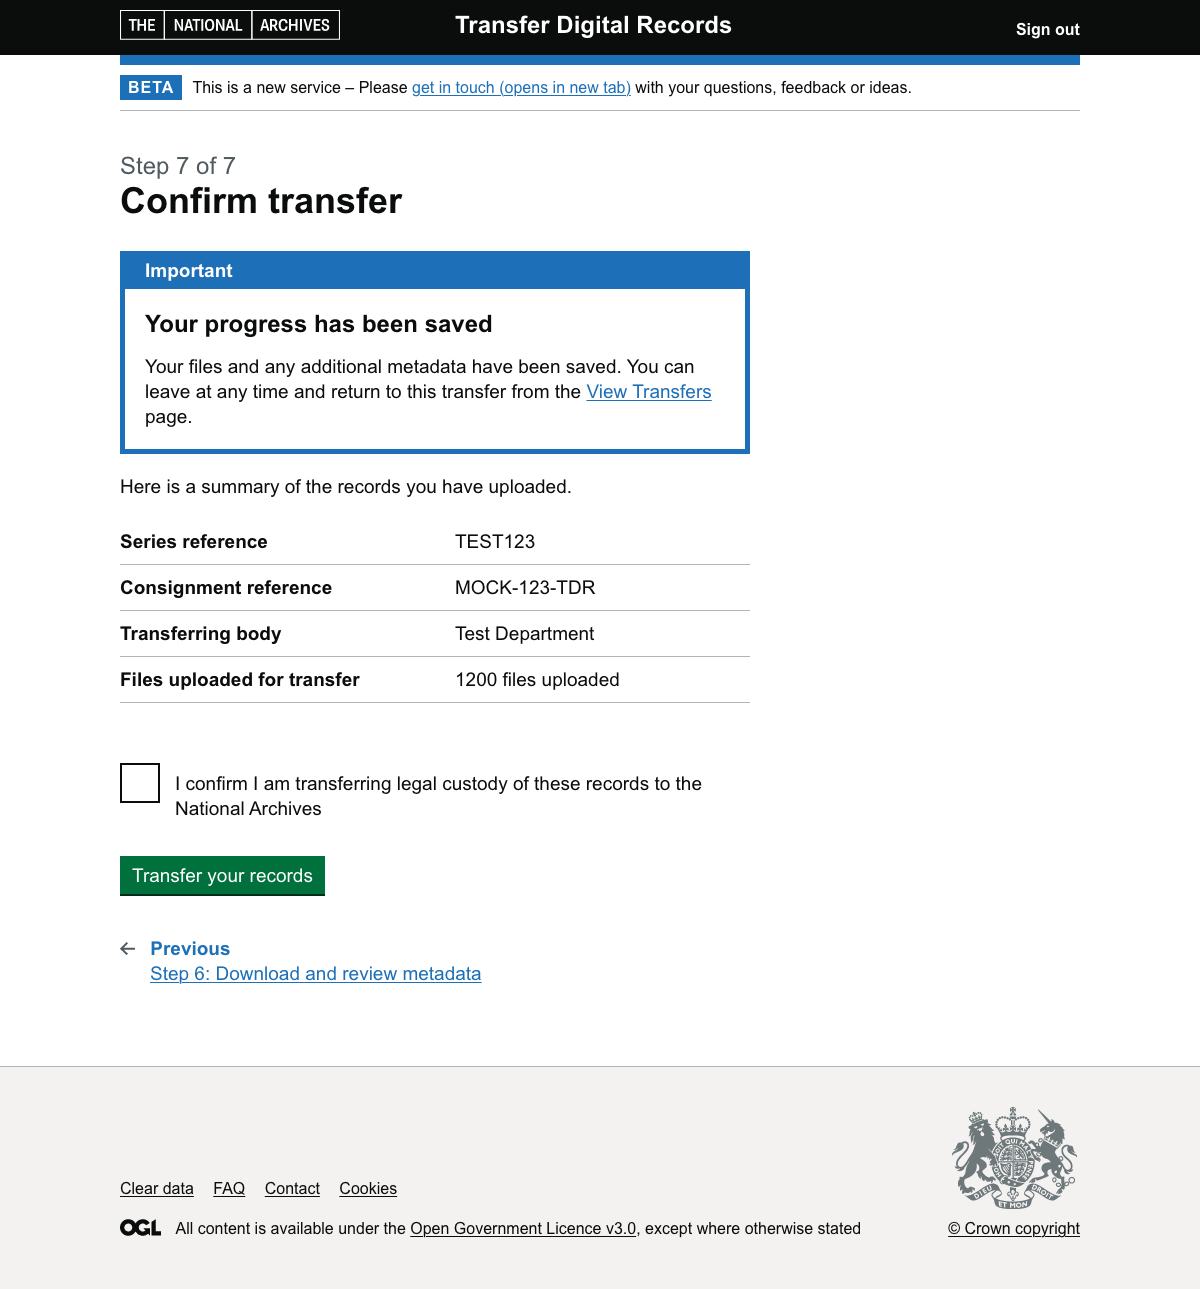 THE NATIONAL ARCHIVES
Transfer Digital Records
Sign out
BETA This is a new service – Please get in touch (opens in new tab) with your questions, feedback or ideas.
Step 7 of 7
Confirm transfer
Important
Your progress has been saved
Your files and any additional metadata have been saved. You can
leave at any time and return to this transfer from the View Transfers
page.
Here is a summary of the records you have uploaded.
Series reference TEST123
Consignment reference MOCK-123-TDR
Transferring body Test Department
Files uploaded for transfer 1200 files uploaded
I confirm I am transferring legal custody of these records to the
National Archives
Transfer your records
Previous
Step 6: Download and review metadata
DIEU ET MON DROIT
Clear data FAQ Contact Cookies
OGL All content is available under the Open Government Licence v3.0, except where otherwise stated
© Crown copyright